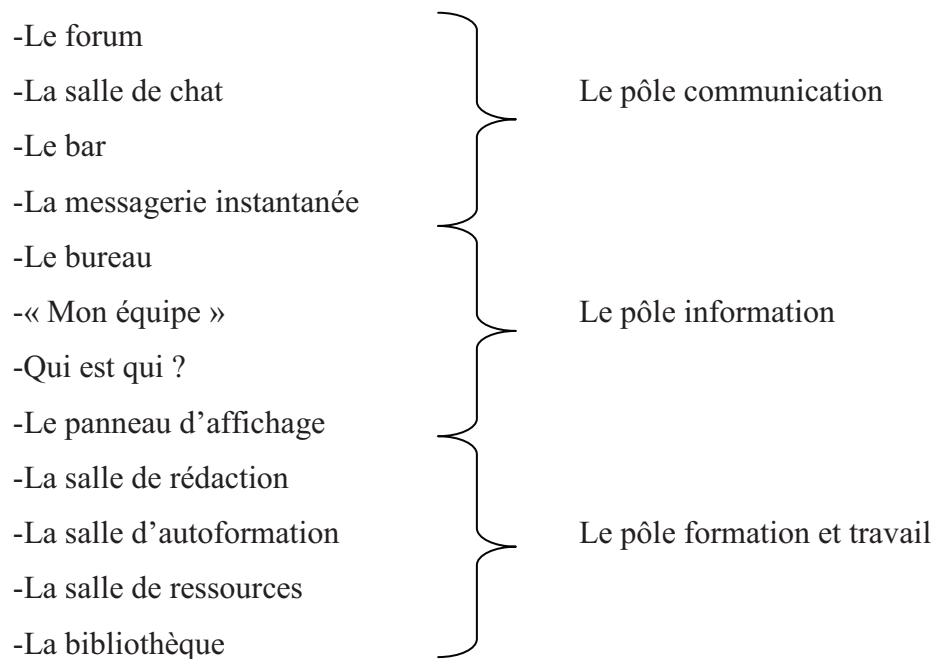 -Le forum
-La salle de chat
Le pôle communication
-Le bar
-La messagerie instantanée
-Le bureau
-« Mon équipe »
Le pôle information
-Qui est qui ?
-Le panneau d’affichage
-La salle de rédaction
-La salle d’autoformation
Le pôle formation et travail
-La salle de ressources
-La bibliothèque